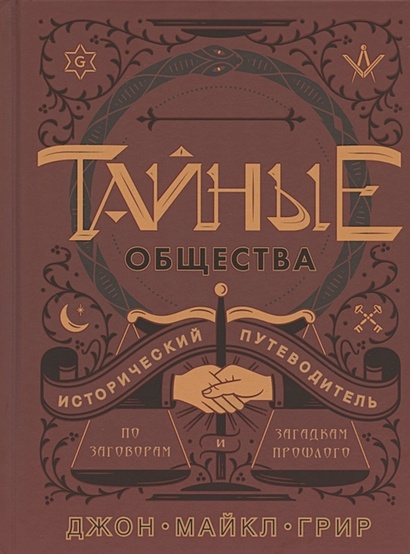 G
ТАЙНЫЕ
ОБЩЕСТВА
ИСТОРИЧЕСКИЙ ПУТЕВОДИТЕЛЬ
ПО ЗАГОВОРАМ
И
ЗАГАДКАМ ПРОШЛОГО
ДЖОН • МАЙКЛ • ГРИР